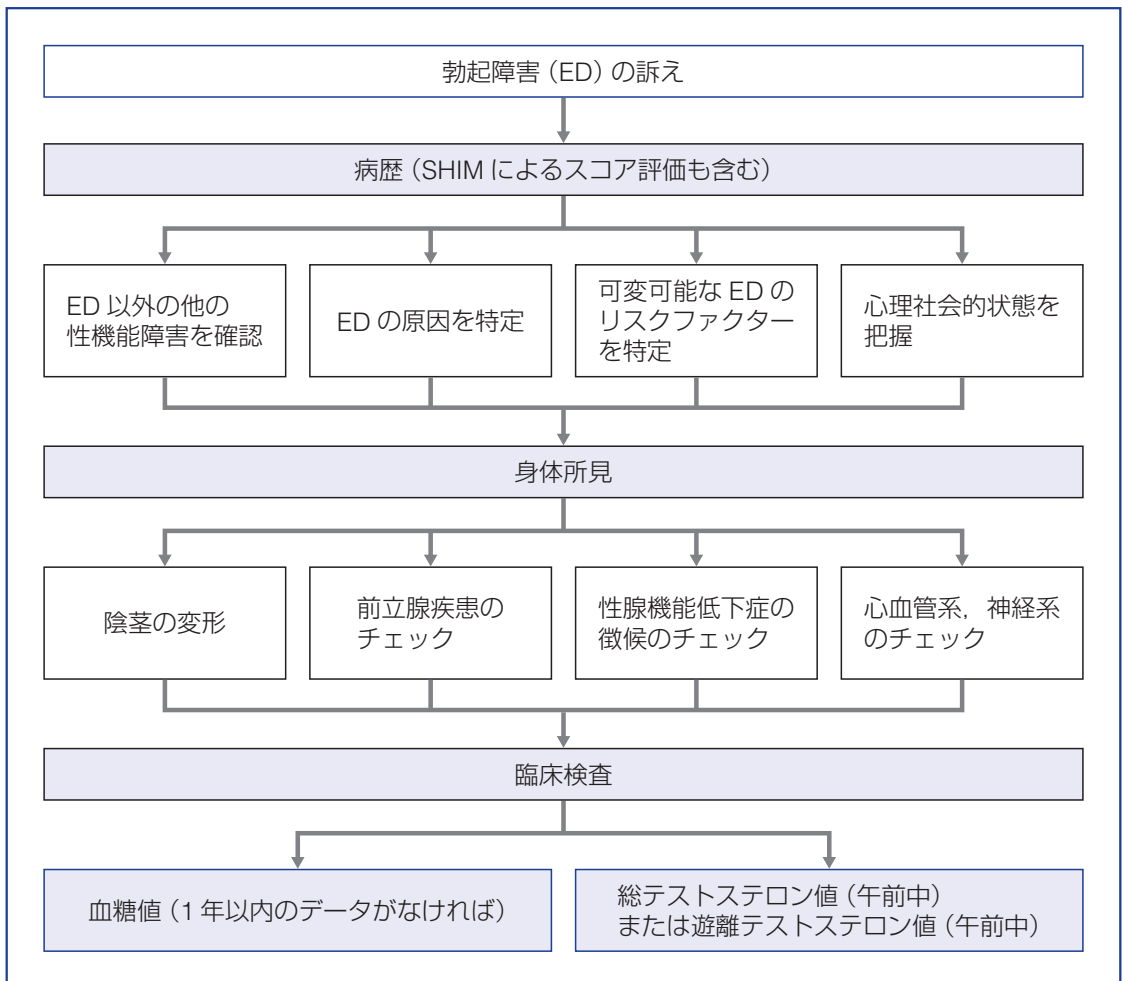 勃起障害（ED）の訴え
病歴（SHIM によるスコア評価も含む）
ED 以外の他の
性機能障害を確認
ED の原因を特定
可変可能な ED の
リスクファクター
を特定
心理社会的状態を
把握
身体所見
陰茎の変形
前立腺疾患の
チェック
性腺機能低下症の
徴候のチェック
心血管系，神経系
のチェック
臨床検査
血糖値（1 年以内のデータがなければ）
総テストステロン値（午前中）
または遊離テストステロン値（午前中）